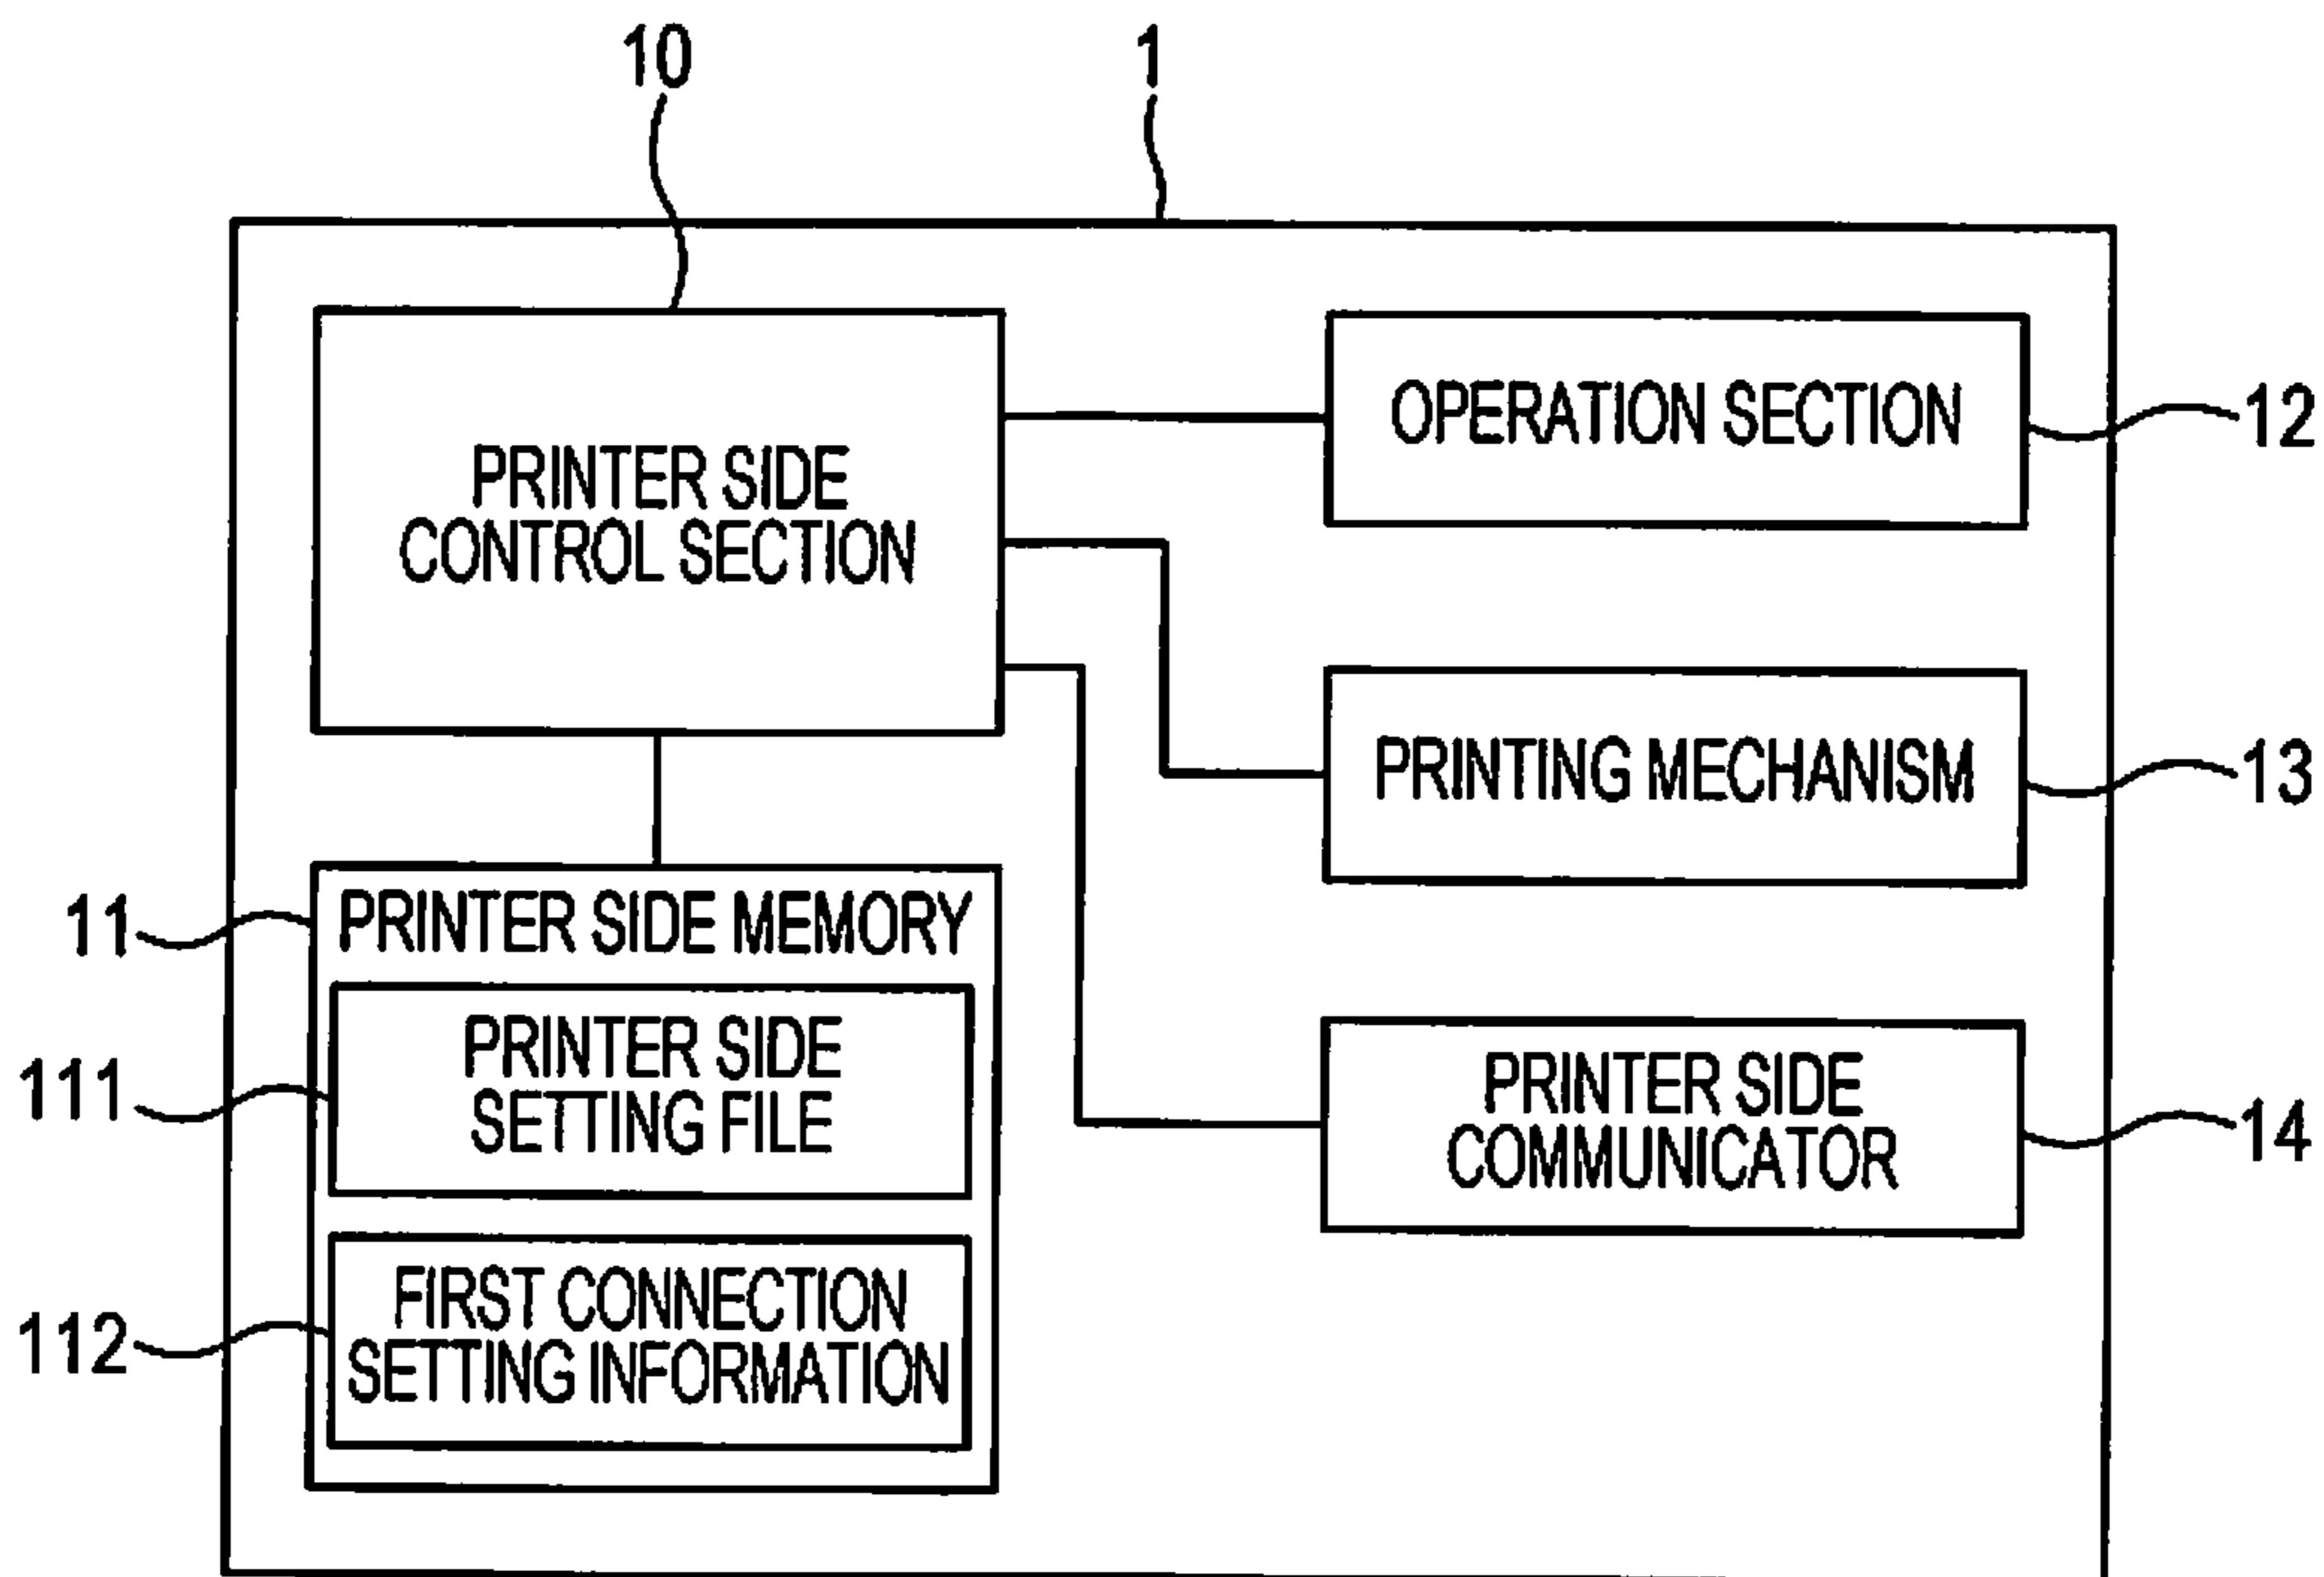 10
1
PRINTER SIDE
CONTROL SECTION
OPERATION SECTION
12
PRINTING MECHANISM
13
11
PRINTER SIDE MEMORY
111
PRINTER SIDE
SETTING FILE
PRINTER SIDE
COMMUNICATOR
14
112
FIRST CONNECTION
SETTING INFORMATION